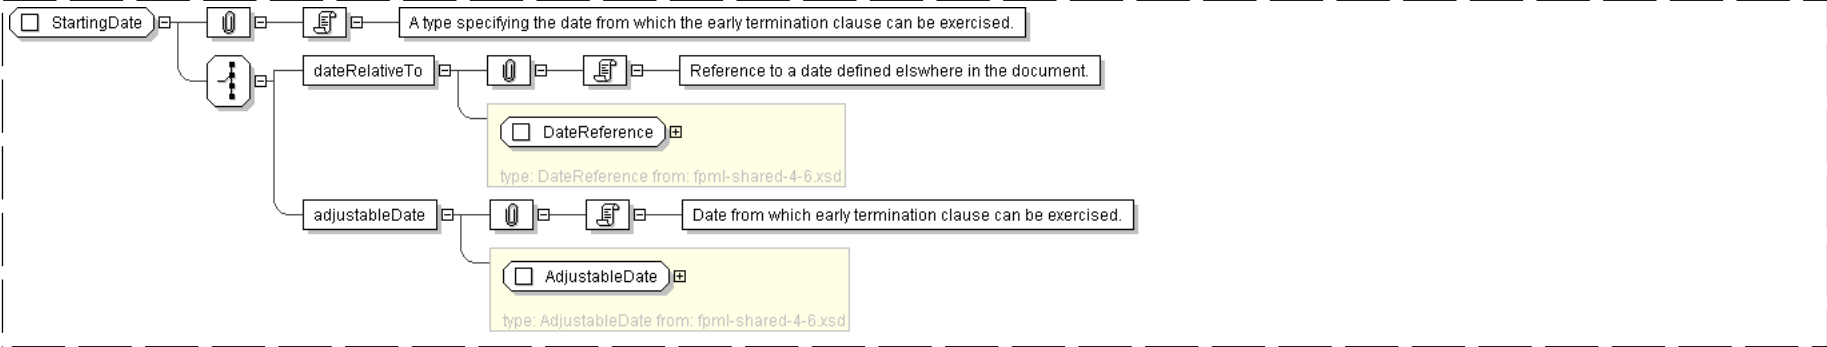 StartingDate
A type specifying the date from which the early termination clause can be exercised.
dateRelativeTo
Reference to a date defined elswhere in the document.
DateReference
type: DateReference from: fpml-shared-4-6.xsd
adjustableDate
Date from which early termination clause can be exercised.
AdjustableDate
type: AdjustableDate from: fpml-shared-4-6.xsd